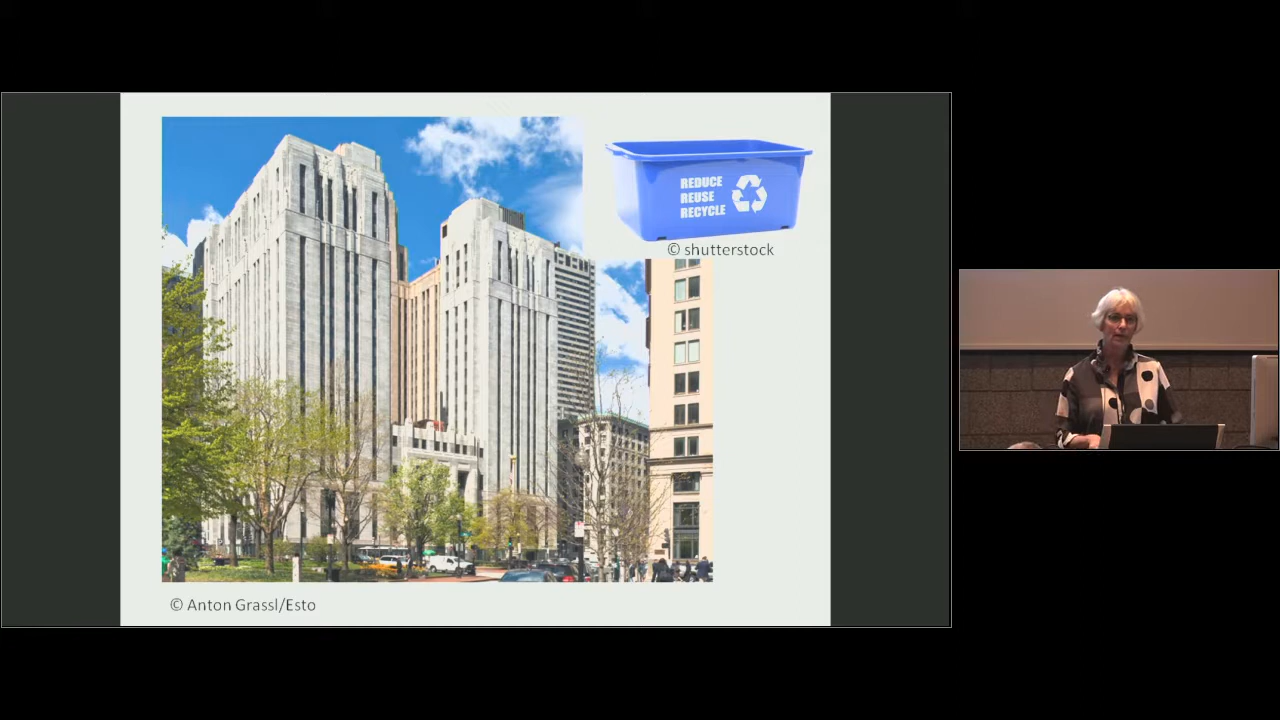 REDUCE
REUSE
RECYCLE
© shutterstock
© Anton Grassl/Esto